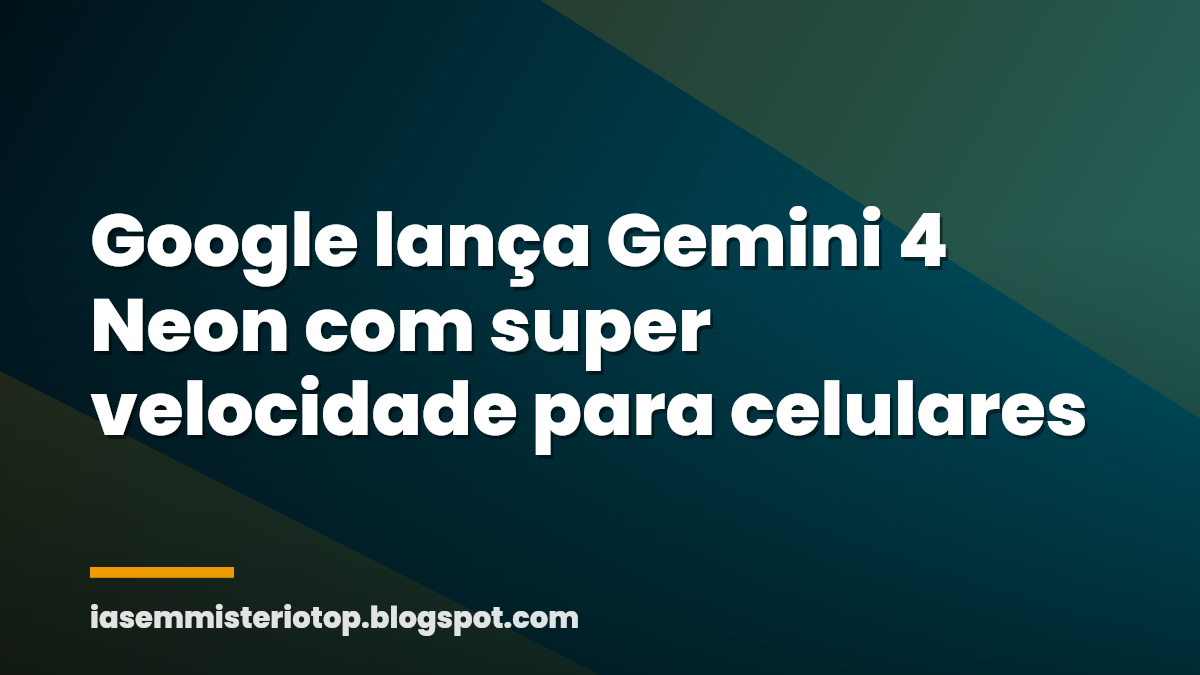 Google lança Gemini 4
Neon com super
velocidade para celulares
iasemmisteriotop.blogspot.com